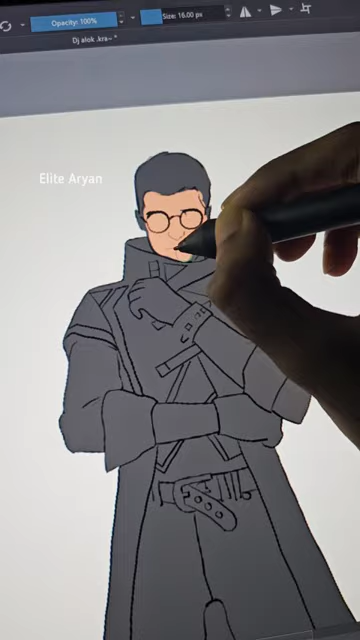 Opacity: 100%
Size: 16.00 px
Dj alok .kra~ *
Elite Aryan